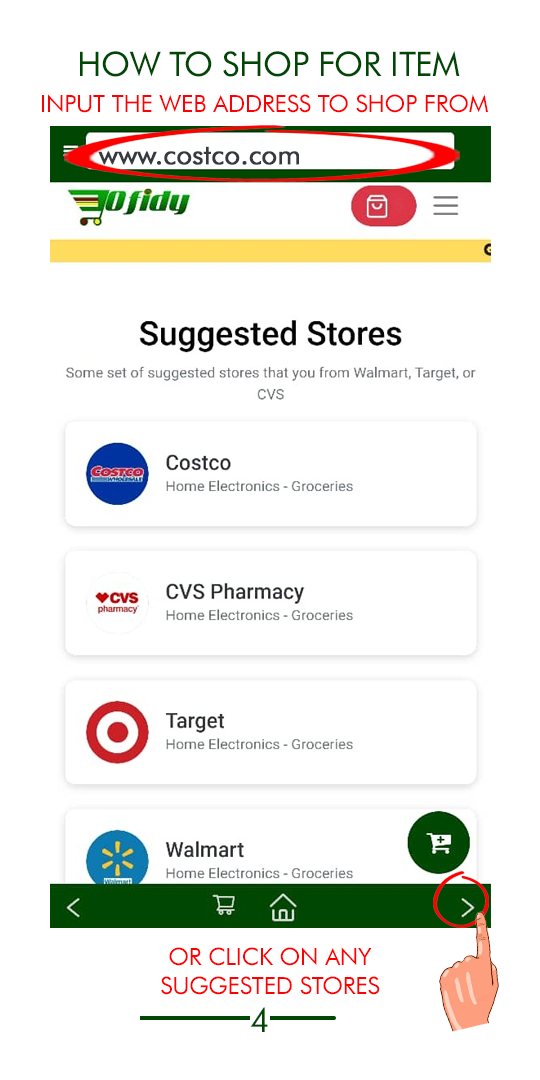 HOW TO SHOP FOR ITEM
INPUT THE WEB ADDRESS TO SHOP FROM
www.costco.com
Ofidy
Suggested Stores
Some set of suggested stores that you from Walmart, Target, or
CVS
COSTCO
WHOLESALE
Costco
Home Electronics - Groceries
CVS
pharmacy
CVS Pharmacy
Home Electronics - Groceries
Target
Home Electronics - Groceries
Walmart
Walmart
Home Electronics - Groceries
OR CLICK ON ANY
SUGGESTED STORES
4